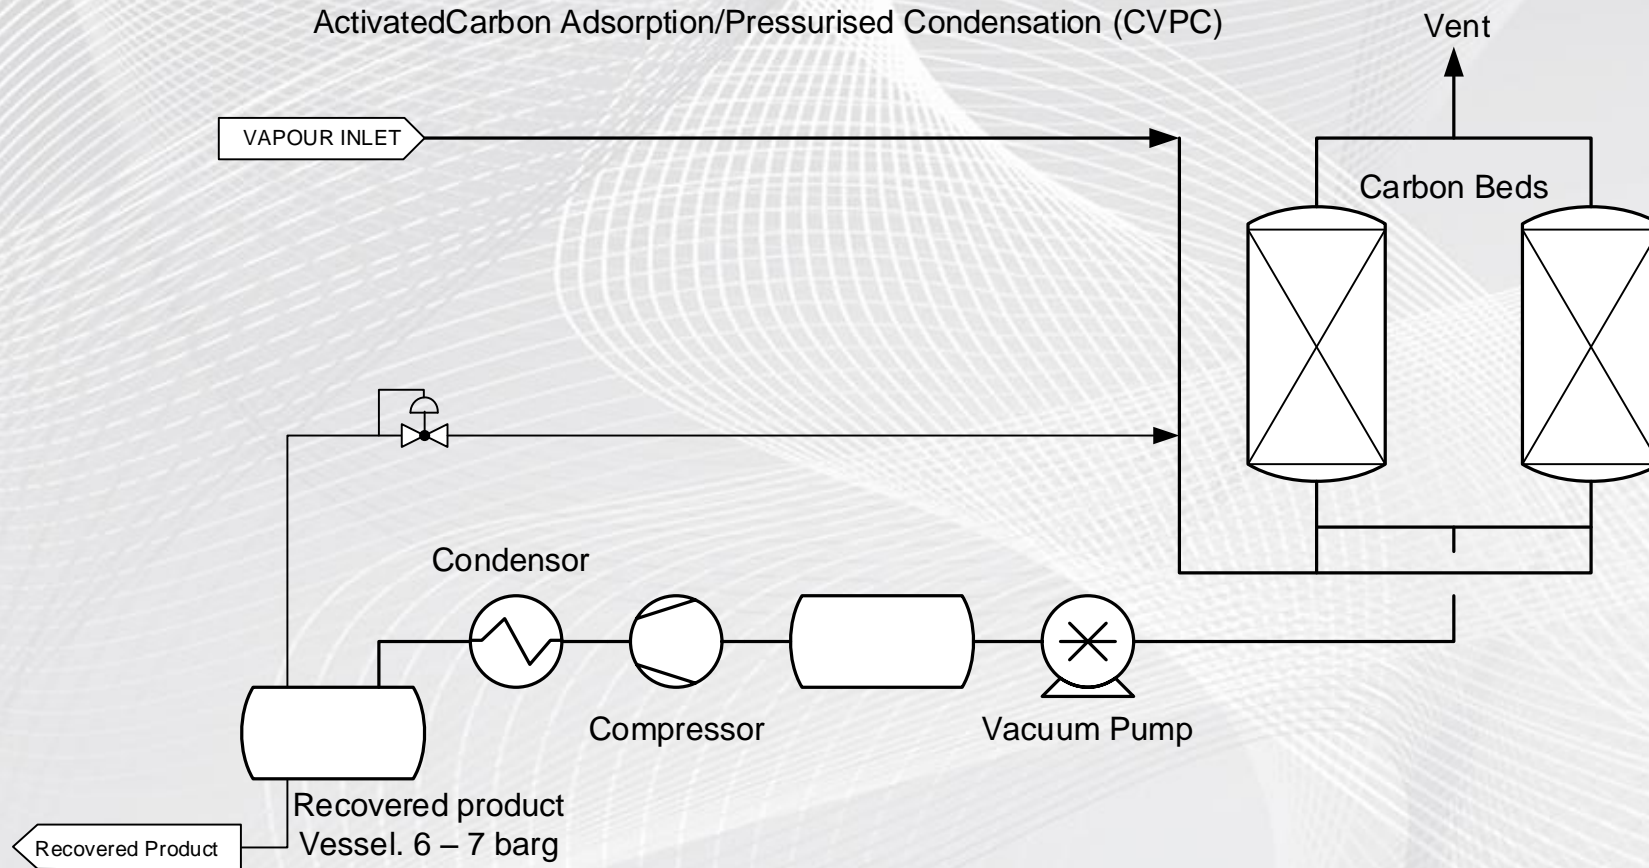 ActivatedCarbon Adsorption/Pressurised Condensation (CVPC)
Vent
VAPOUR INLET
Carbon Beds
Condensor
Compressor
Vacuum Pump
Recovered product
Vessel. 6 – 7 barg
Recovered Product